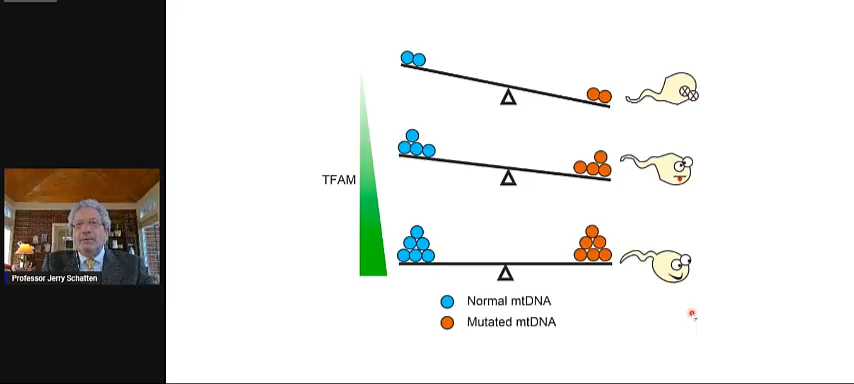 TFAM
Normal mtDNA
Mutated mtDNA
Professor Jerry Schatten